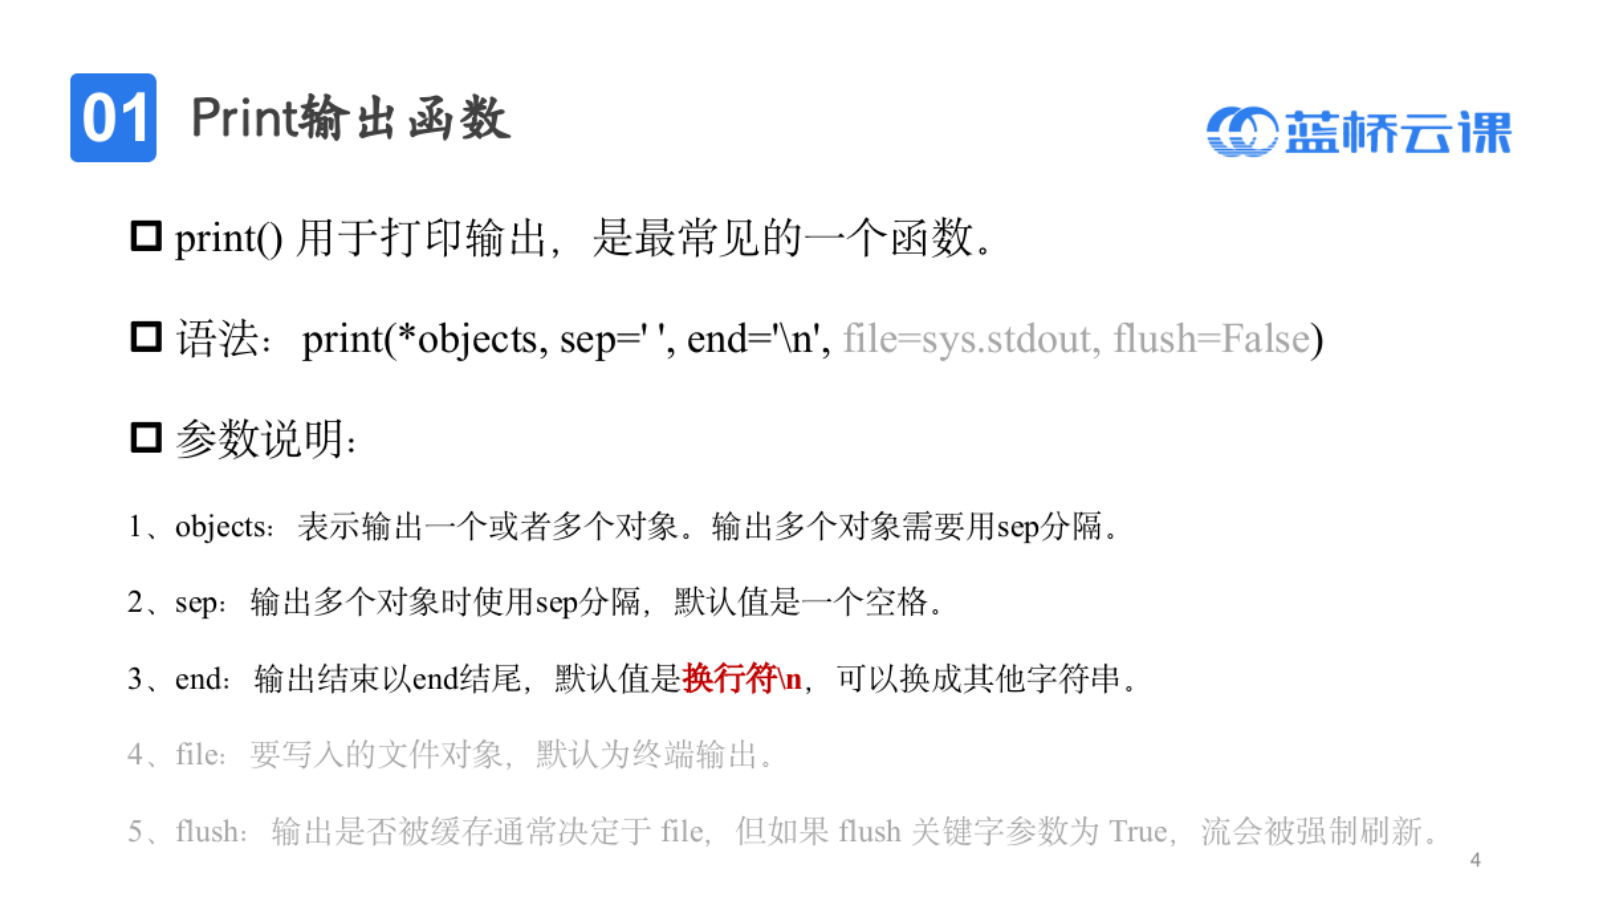 01 Print输出函数
蓝桥云课
print() 用于打印输出，是最常见的一个函数。
语法：print(*objects, sep=' ', end='\n', file=sys.stdout, flush=False)
参数说明：
1、objects：表示输出一个或者多个对象。输出多个对象需要用sep分隔。
2、sep：输出多个对象时使用sep分隔，默认值是一个空格。
3、end：输出结束以end结尾，默认值是换行符\n，可以换成其他字符串。
4、file：要写入的文件对象，默认为终端输出。
5、flush：输出是否被缓存通常决定于 file，但如果 flush 关键字参数为 True，流会被强制刷新。
4